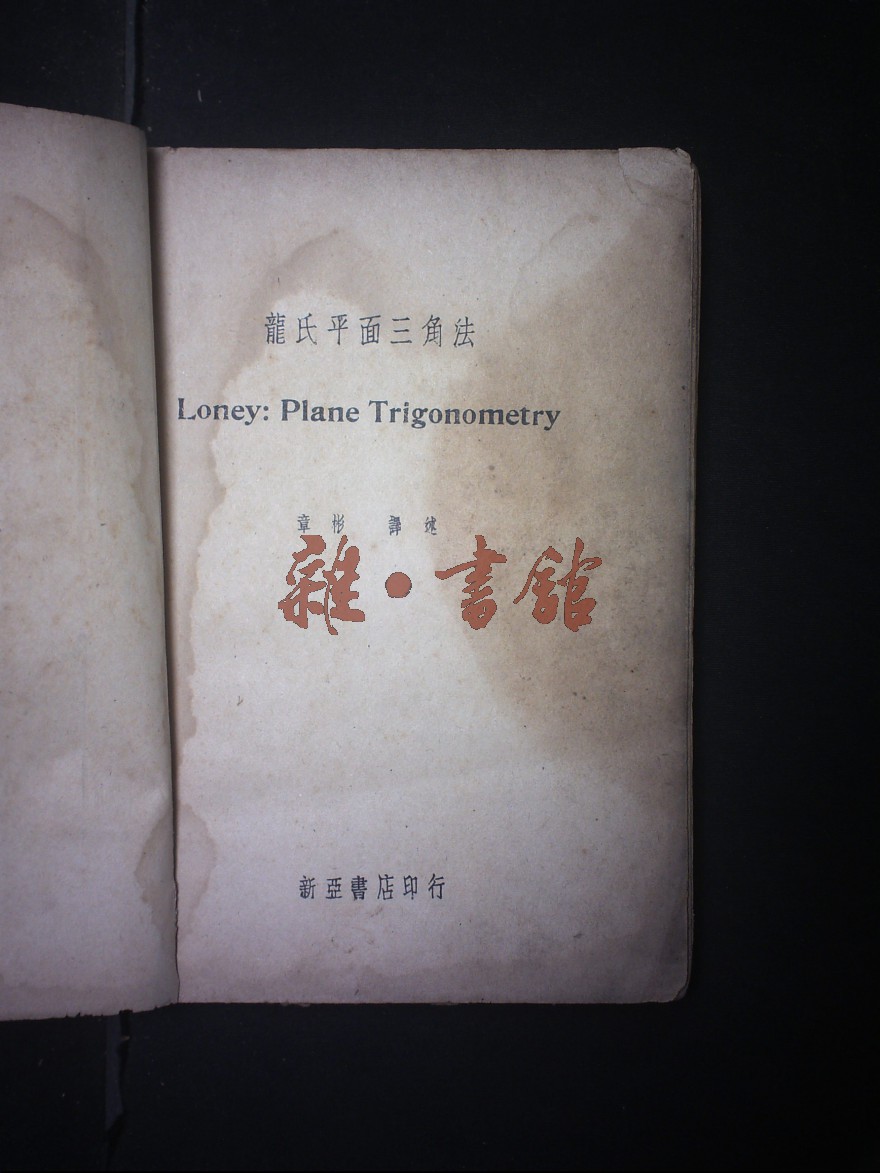 龍氏平面三角法
Loney: Plane Trigonometry
章彬 譯述
雜·書館
新亞書店印行